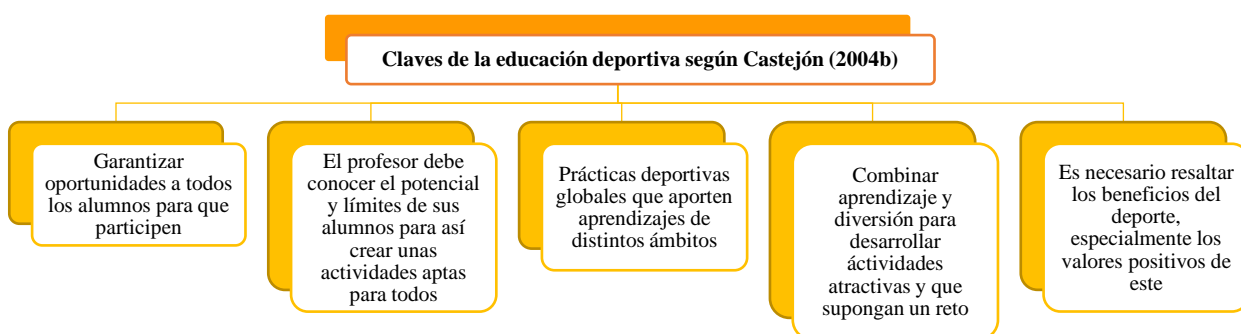 Claves de la educación deportiva según Castejón (2004b)
Garantizar
oportunidades a todos
los alumnos para que
participen
El profesor debe
conocer el potencial
y límites de sus
alumnos para así
crear unas
actividades aptas
para todos
Prácticas deportivas
globales que aporten
aprendizajes de
distintos ámbitos
Combinar
aprendizaje y
diversión para
desarrollar
áctividades
atractivas y que
supongan un reto
Es necesario resaltar
los beneficios del
deporte,
especialmente los
valores positivos de
este